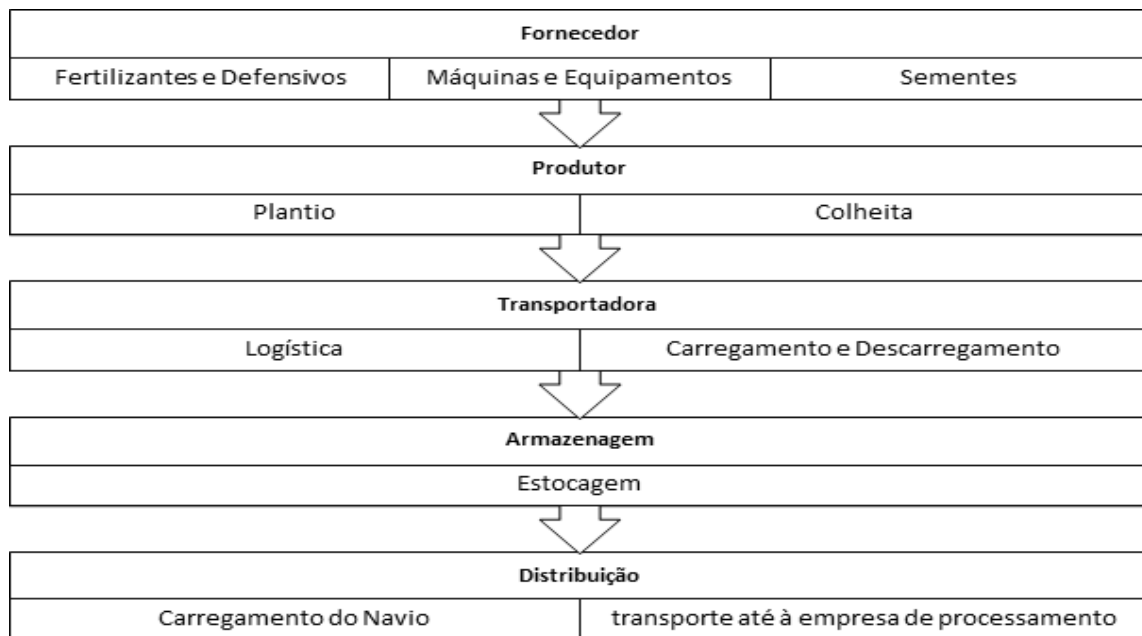 Fornecedor
Fertilizantes e Defensivos
Máquinas e Equipamentos
Sementes
Produtor
Plantio
Colheita
Transportadora
Logística
Carregamento e Descarregamento
Armazenagem
Estocagem
Distribuição
Carregamento do Navio
transporte até à empresa de processamento